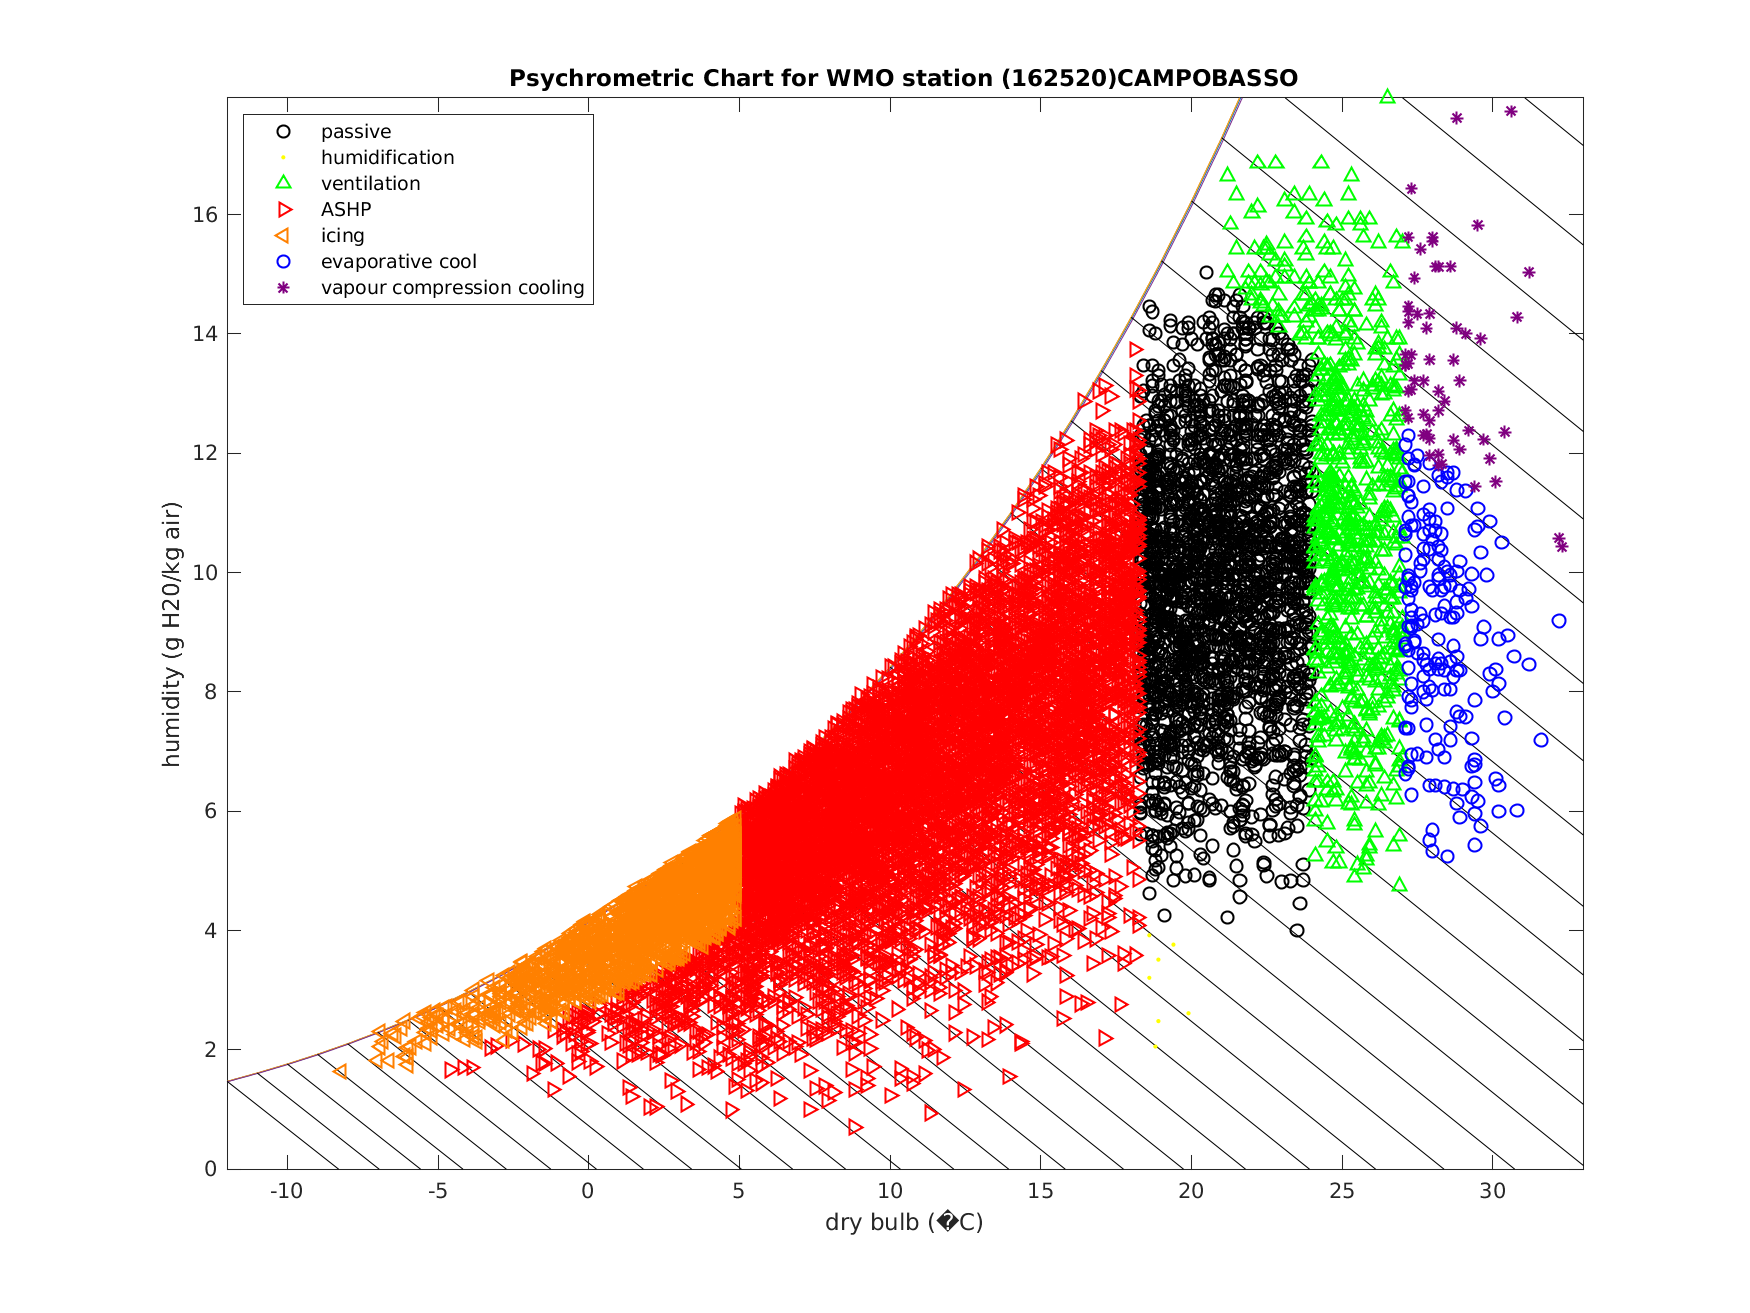 Psychrometric Chart for WMO station (162520)CAMPOBASSO
passive
humidification
ventilation
ASHP
icing
evaporative cool
vapour compression cooling
humidity (g H20/kg air)
16
14
12
10
8
6
4
2
0
-10 -5 0 5 10 15 20 25 30
dry bulb (�C)